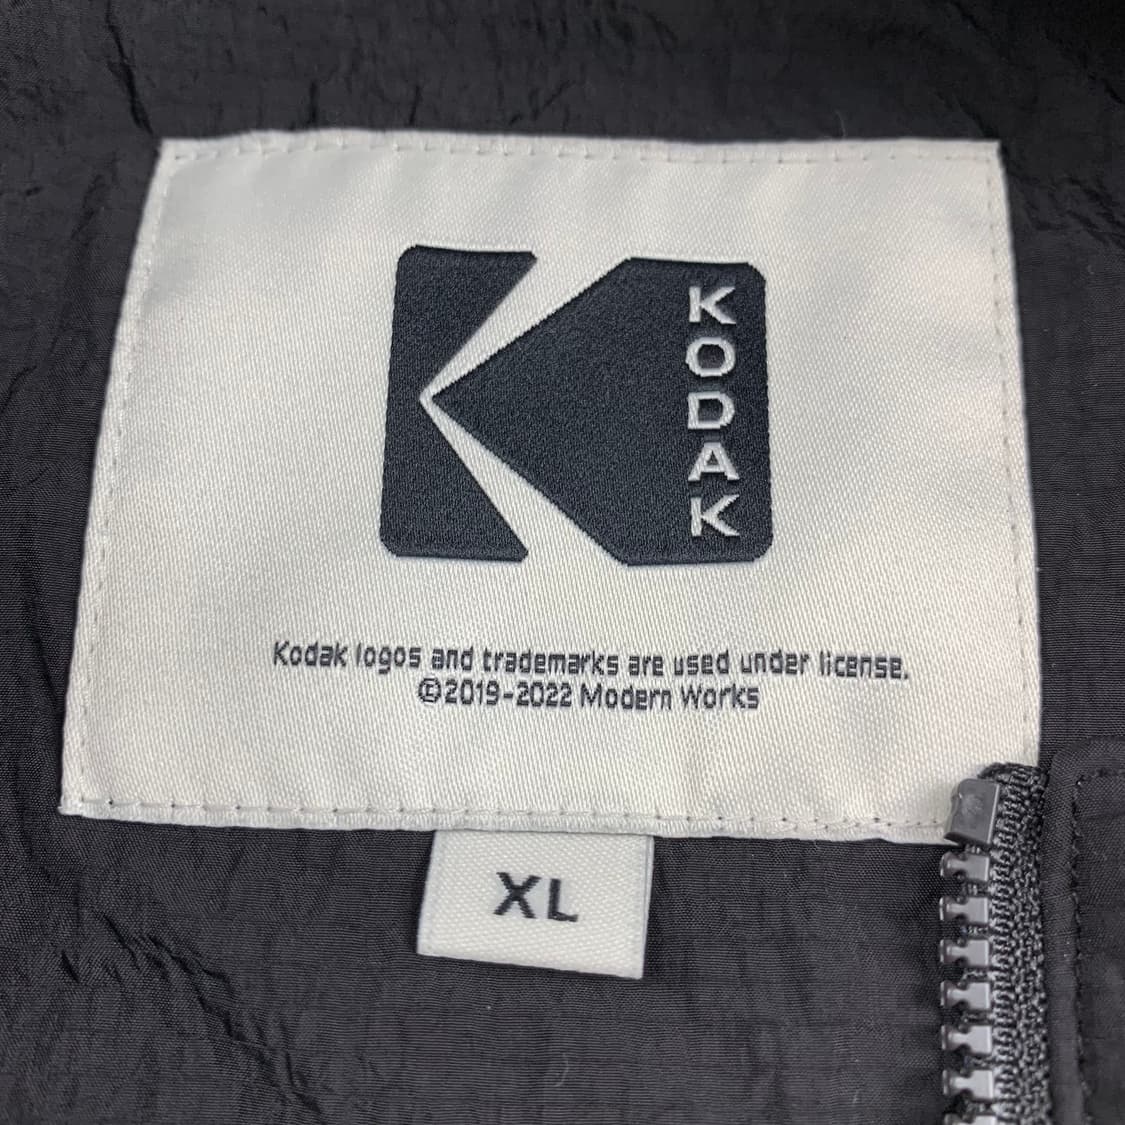 KODAK
Kodak logos and trademarks are used under license.
©2019-2022 Modern Works
XL